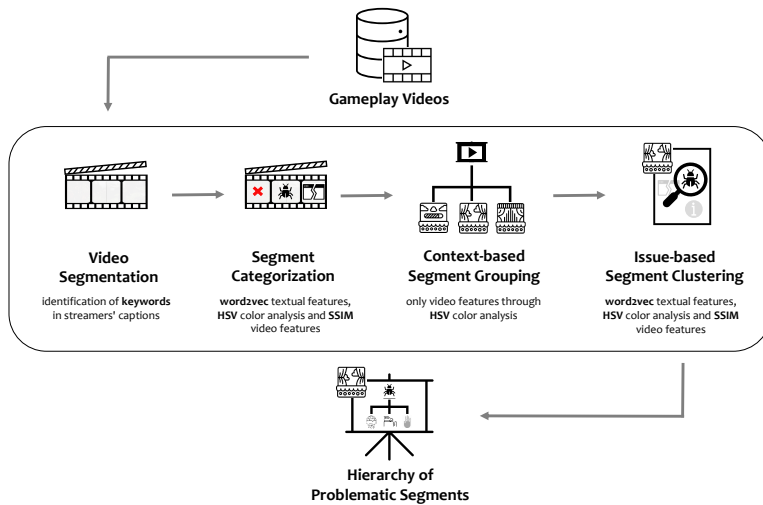 Gameplay Videos
Video
Segmentation
identification of keywords
in streamers' captions
Segment
Categorization
word2vec textual features,
HSV color analysis and SSIM
video features
Context-based
Segment Grouping
only video features through
HSV color analysis
Issue-based
Segment Clustering
word2vec textual features,
HSV color analysis and SSIM
video features
Hierarchy of
Problematic Segments